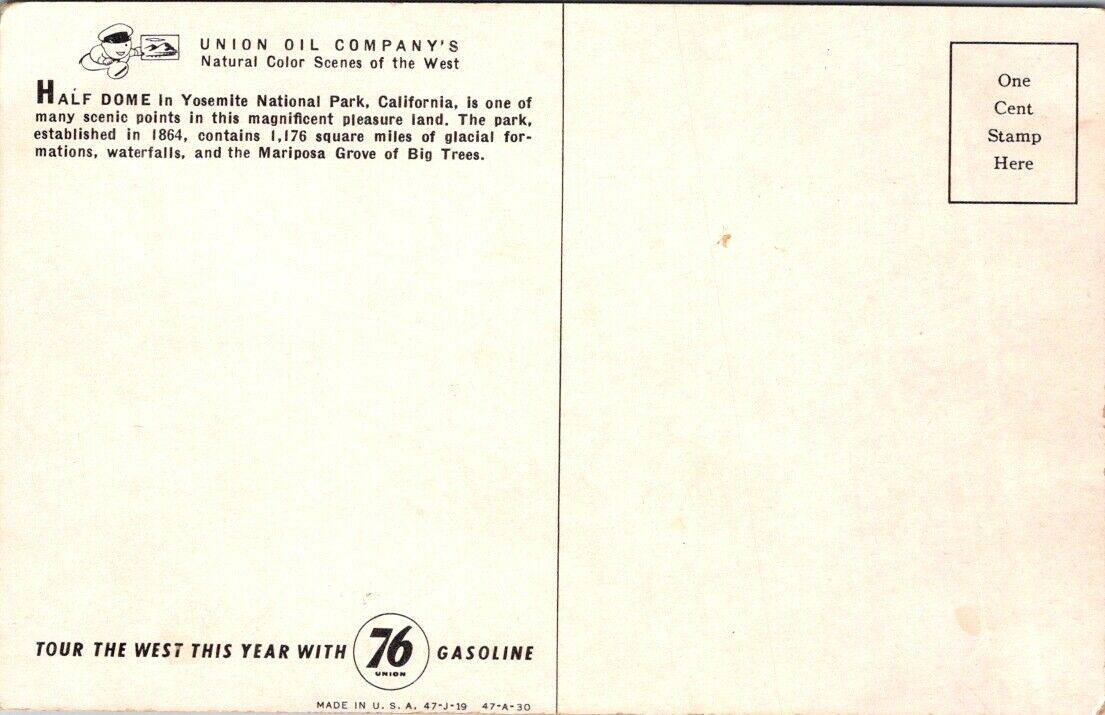 UNION OIL COMPANY'S
Natural Color Scenes of the West
HALF DOME In Yosemite National Park, California, is one of
many scenic points in this magnificent pleasure land. The park,
established in 1864, contains 1,176 square miles of glacial for-
mations, waterfalls, and the Mariposa Grove of Big Trees.
One
Cent
Stamp
Here
TOUR THE WEST THIS YEAR WITH 76 GASOLINE
UNION
MADE IN U. S. A. 47-J-19 47-A-30